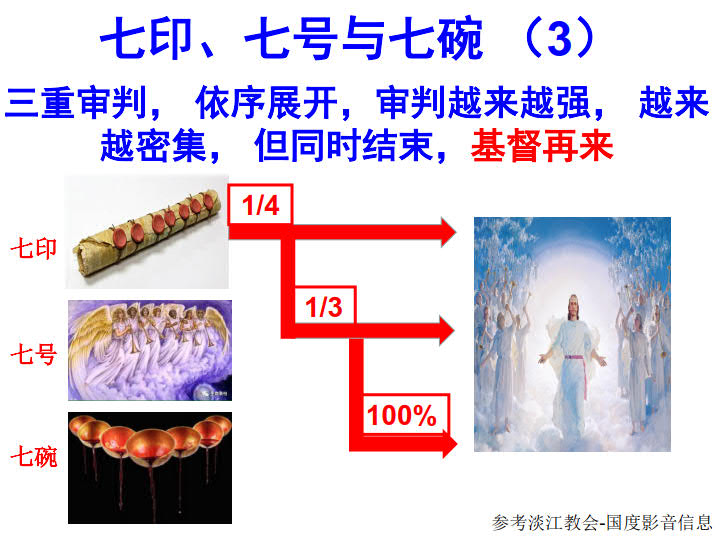 七印、七号与七碗 （3）
三重审判， 依序展开，审判越来越强， 越来
越密集， 但同时结束，基督再来
七印
1/4
七号
1/3
七碗
100%
参考淡江教会-国度影音信息